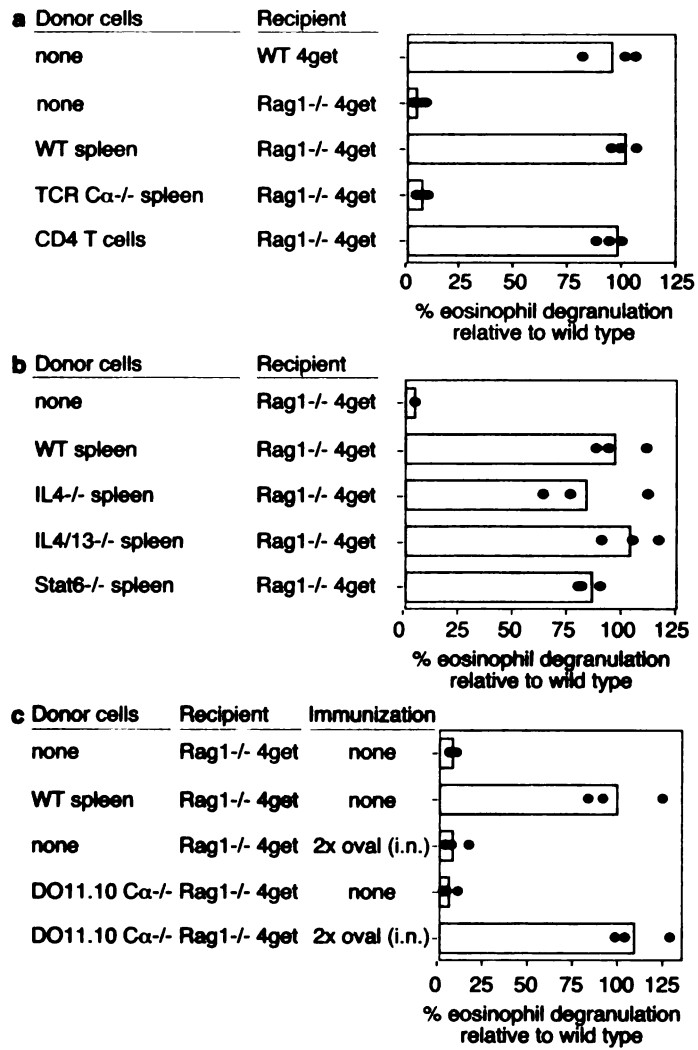 a Donor cells Recipient
none WT 4get
none Rag1-/- 4get
WT spleen Rag1-/- 4get
TCR Cα-/- spleen Rag1-/- 4get
CD4 T cells Rag1-/- 4get
0 25 50 75 100 125
% eosinophil degranulation
relative to wild type
b Donor cells Recipient
none Rag1-/- 4get
WT spleen Rag1-/- 4get
IL4-/- spleen Rag1-/- 4get
IL4/13-/- spleen Rag1-/- 4get
Stat6-/- spleen Rag1-/- 4get
0 25 50 75 100 125
% eosinophil degranulation
relative to wild type
c Donor cells Recipient Immunization
none Rag1-/- 4get none
WT spleen Rag1-/- 4get none
none Rag1-/- 4get 2x oval (i.n.)
DO11.10 Cα-/- Rag1-/- 4get none
DO11.10 Cα-/- Rag1-/- 4get 2x oval (i.n.)
0 25 50 75 100 125
% eosinophil degranulation
relative to wild type